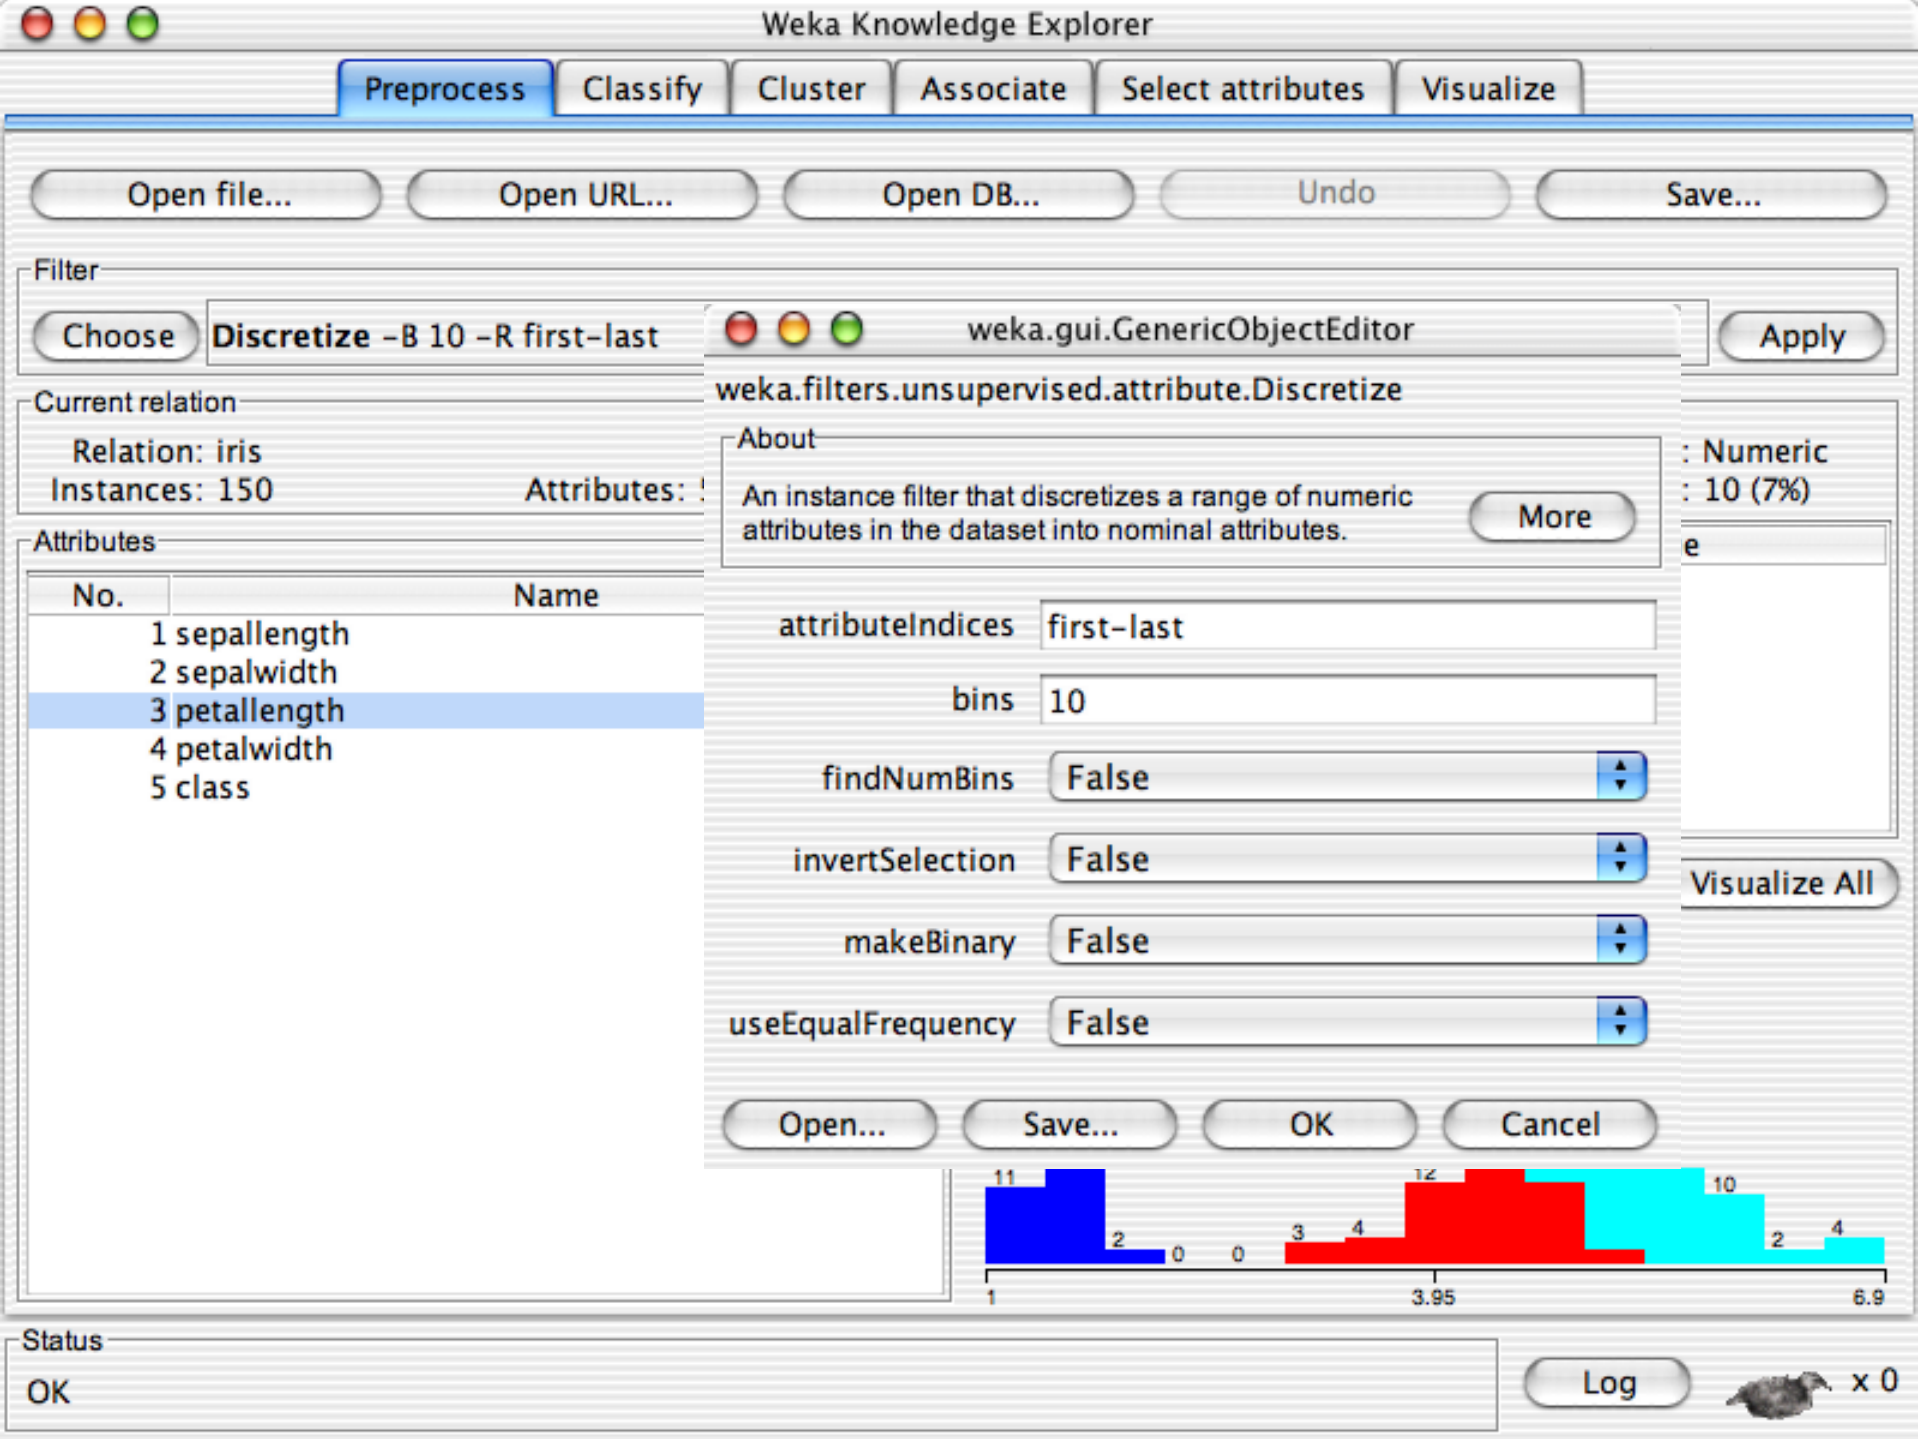 Weka Knowledge Explorer
Preprocess Classify Cluster Associate Select attributes Visualize
Open file... Open URL... Open DB... Undo Save...
Filter
Choose Discretize -B 10 -R first-last Apply
weka.gui.GenericObjectEditor
weka.filters.unsupervised.attribute.Discretize
About
An instance filter that discretizes a range of numeric
attributes in the dataset into nominal attributes.
More
attributeIndices first-last
bins 10
findNumBins False
invertSelection False
makeBinary False
useEqualFrequency False
Open... Save... OK Cancel
Current relation
Relation: iris
Instances: 150 Attributes:
: Numeric
: 10 (7%)
e
Attributes
No. Name
1 sepallength
2 sepalwidth
3 petallength
4 petalwidth
5 class
Visualize All
11 2 0 0 3 4 12 10 2 4
1 3.95 6.9
Status
OK
Log x 0